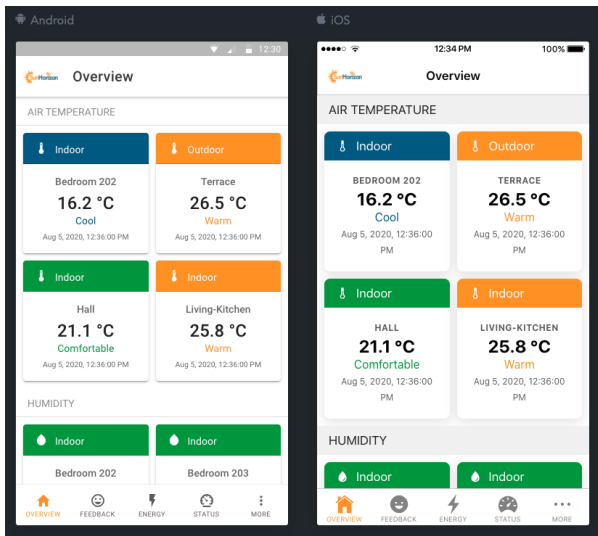 Android
12:30
SunHorizon Overview
AIR TEMPERATURE
Indoor
Bedroom 202
16.2 °C
Cool
Aug 5, 2020, 12:36:00 PM
Outdoor
Terrace
26.5 °C
Warm
Aug 5, 2020, 12:36:00 PM
Indoor
Hall
21.1 °C
Comfortable
Aug 5, 2020, 12:36:00 PM
Indoor
Living-Kitchen
25.8 °C
Warm
Aug 5, 2020, 12:36:00 PM
HUMIDITY
Indoor
Bedroom 202
Indoor
Bedroom 203
OVERVIEW FEEDBACK ENERGY STATUS MORE
iOS
12:34 PM 100%
SunHorizon Overview
AIR TEMPERATURE
Indoor
BEDROOM 202
16.2 °C
Cool
Aug 5, 2020, 12:36:00
PM
Outdoor
TERRACE
26.5 °C
Warm
Aug 5, 2020, 12:36:00
PM
Indoor
HALL
21.1 °C
Comfortable
Aug 5, 2020, 12:36:00
PM
Indoor
LIVING-KITCHEN
25.8 °C
Warm
Aug 5, 2020, 12:36:00
PM
HUMIDITY
Indoor
Indoor
OVERVIEW FEEDBACK ENERGY STATUS MORE